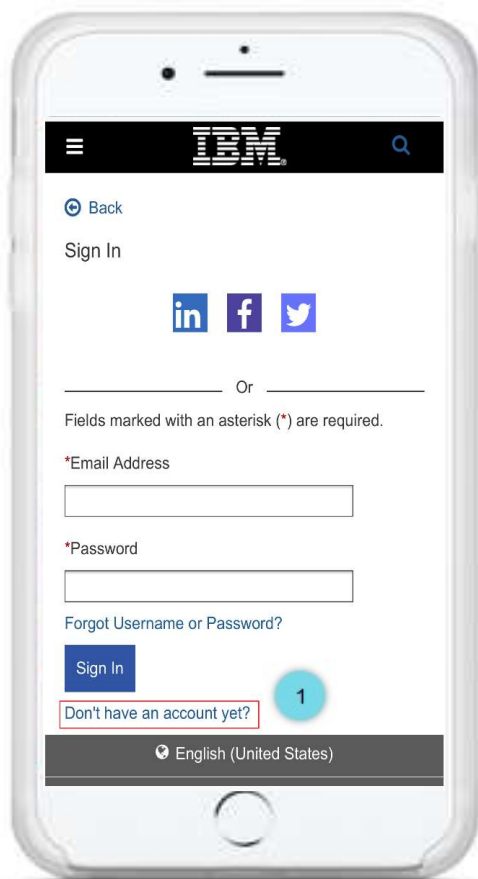 IBM
Back
Sign In
in f
Or
Fields marked with an asterisk (*) are required.
*Email Address
*Password
Forgot Username or Password?
Sign In
1
Don't have an account yet?
English (United States)